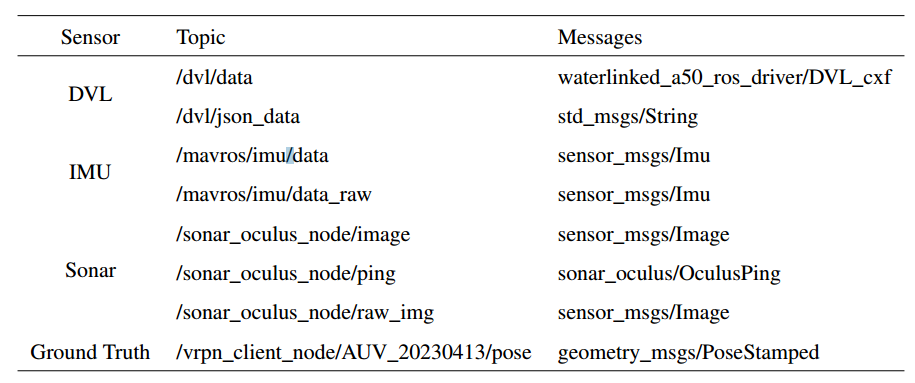 Sensor Topic Messages
DVL /dvl/data waterlinked_a50_ros_driver/DVL_cxf
/dvl/json_data std_msgs/String
IMU /mavros/imu/data sensor_msgs/Imu
/mavros/imu/data_raw sensor_msgs/Imu
Sonar /sonar_oculus_node/image sensor_msgs/Image
/sonar_oculus_node/ping sonar_oculus/OculusPing
/sonar_oculus_node/raw_img sensor_msgs/Image
Ground Truth /vrpn_client_node/AUV_20230413/pose geometry_msgs/PoseStamped